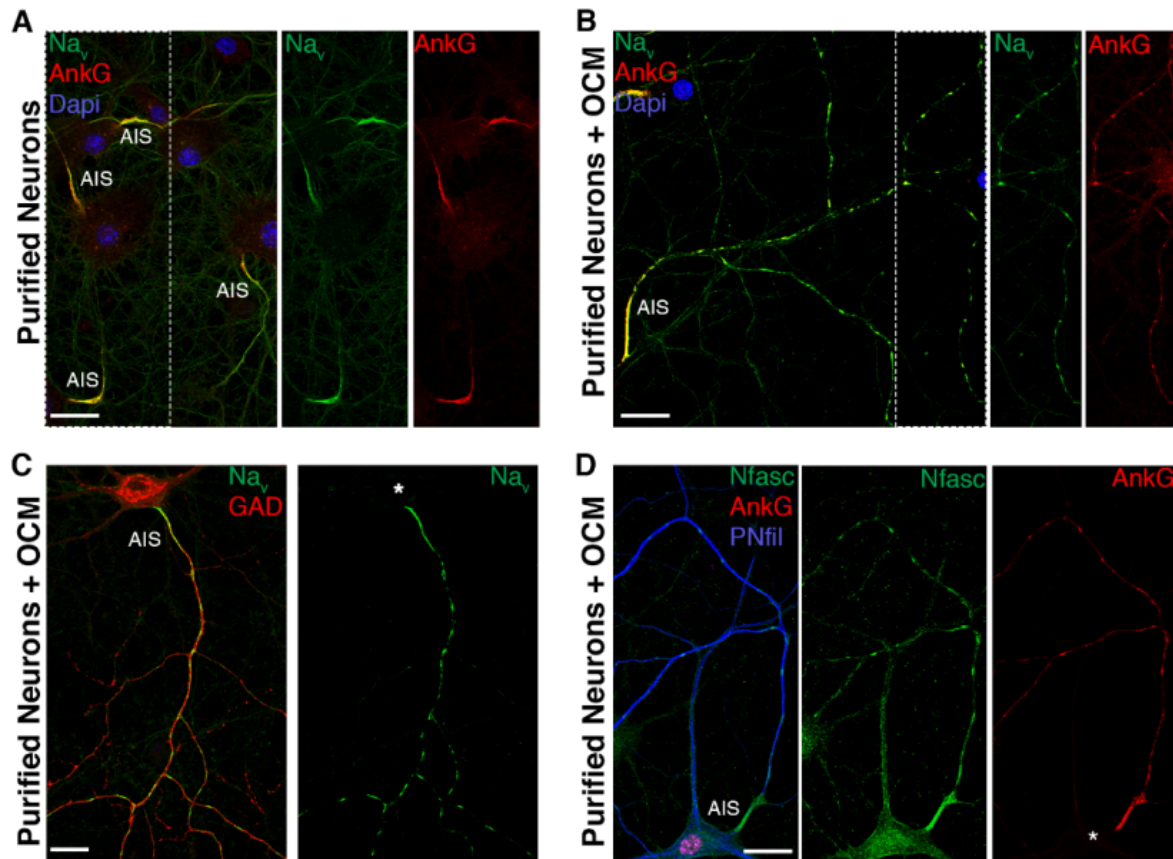 A
Purified Neurons
Naᵥ
AnkG
Dapi
AIS
AIS
AIS
AIS
Naᵥ
AnkG
B
Purified Neurons + OCM
Naᵥ
AnkG
Dapi
AIS
Naᵥ
AnkG
C
Purified Neurons + OCM
Naᵥ
GAD
AIS
Naᵥ
*
D
Purified Neurons + OCM
Nfasc
AnkG
PNfil
AIS
Nfasc
AnkG
*